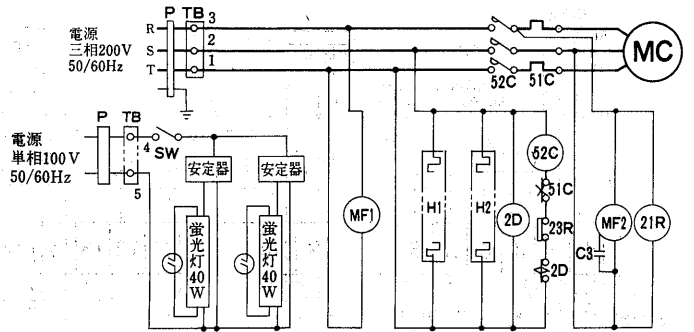 P TB
電源
三相200V
50/60Hz
R
S
T
3
2
1
52C
51C
MC
P
TB
電源
単相100V
50/60Hz
4
SW
5
安定器
安定器
蛍光灯40W
蛍光灯40W
MF1
H1
H2
2D
52C
51C
23R
2D
MF2
21R
C3